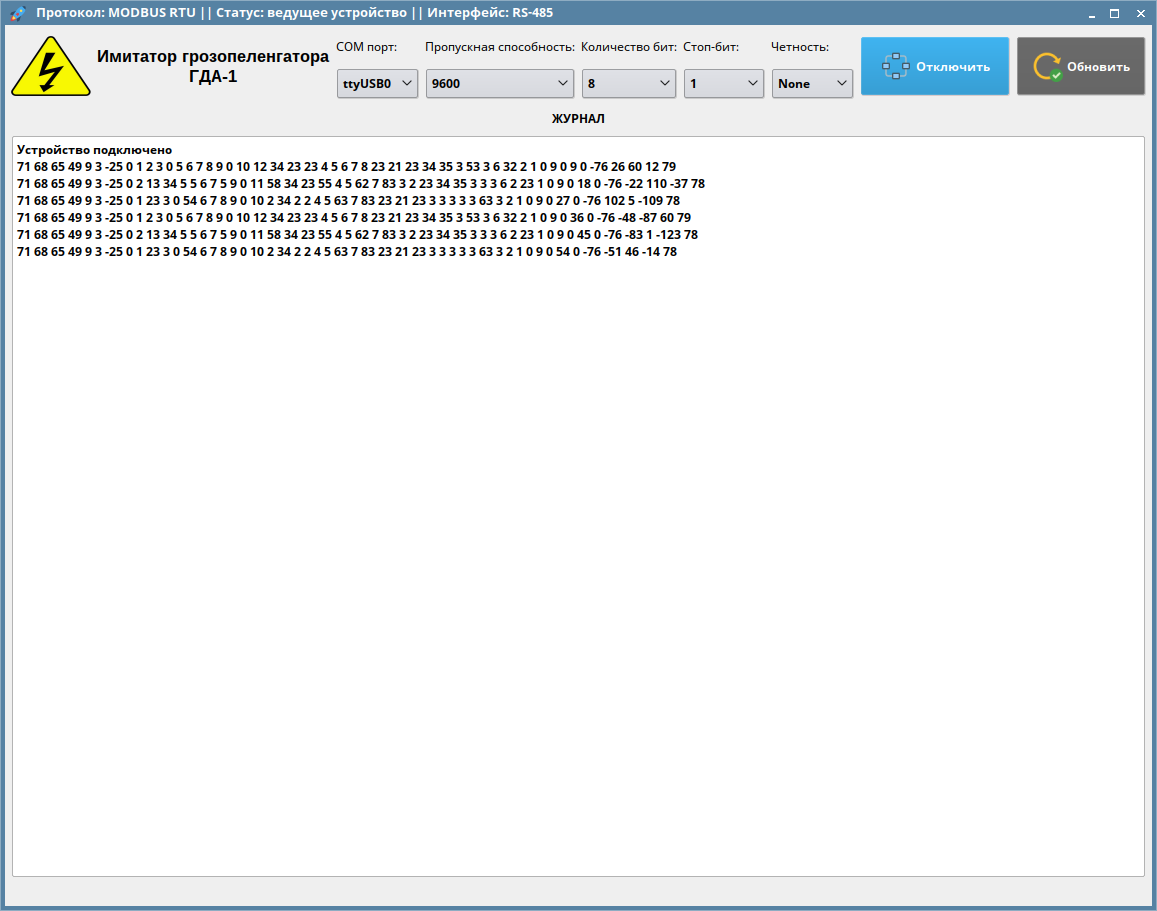 Протокол: MODBUS RTU || Статус: ведущее устройство || Интерфейс: RS-485
Имитатор грозопеленгатора
ГДА-1
COM порт: Пропускная способность: Количество бит: Стоп-бит: Четность:
ttyUSB0 9600 8 1 None
Отключить
Обновить
ЖУРНАЛ
Устройство подключено
71 68 65 49 9 3 -25 0 1 2 3 0 5 6 7 8 9 0 10 12 34 23 23 4 5 6 7 8 23 21 23 34 35 3 53 3 6 32 2 1 0 9 0 9 0 -76 26 60 12 79
71 68 65 49 9 3 -25 0 2 13 34 5 5 6 7 5 9 0 11 58 34 23 55 4 5 62 7 83 3 2 23 34 35 3 3 3 6 2 23 1 0 9 0 18 0 -76 -22 110 -37 78
71 68 65 49 9 3 -25 0 1 23 3 0 54 6 7 8 9 0 10 2 34 2 2 4 5 63 7 83 23 21 23 3 3 3 3 3 63 3 2 1 0 9 0 27 0 -76 102 5 -109 78
71 68 65 49 9 3 -25 0 1 2 3 0 5 6 7 8 9 0 10 12 34 23 23 4 5 6 7 8 23 21 23 34 35 3 53 3 6 32 2 1 0 9 0 36 0 -76 -48 -87 60 79
71 68 65 49 9 3 -25 0 2 13 34 5 5 6 7 5 9 0 11 58 34 23 55 4 5 62 7 83 3 2 23 34 35 3 3 3 6 2 23 1 0 9 0 45 0 -76 -83 1 -123 78
71 68 65 49 9 3 -25 0 1 23 3 0 54 6 7 8 9 0 10 2 34 2 2 4 5 63 7 83 23 21 23 3 3 3 3 3 63 3 2 1 0 9 0 54 0 -76 -51 46 -14 78